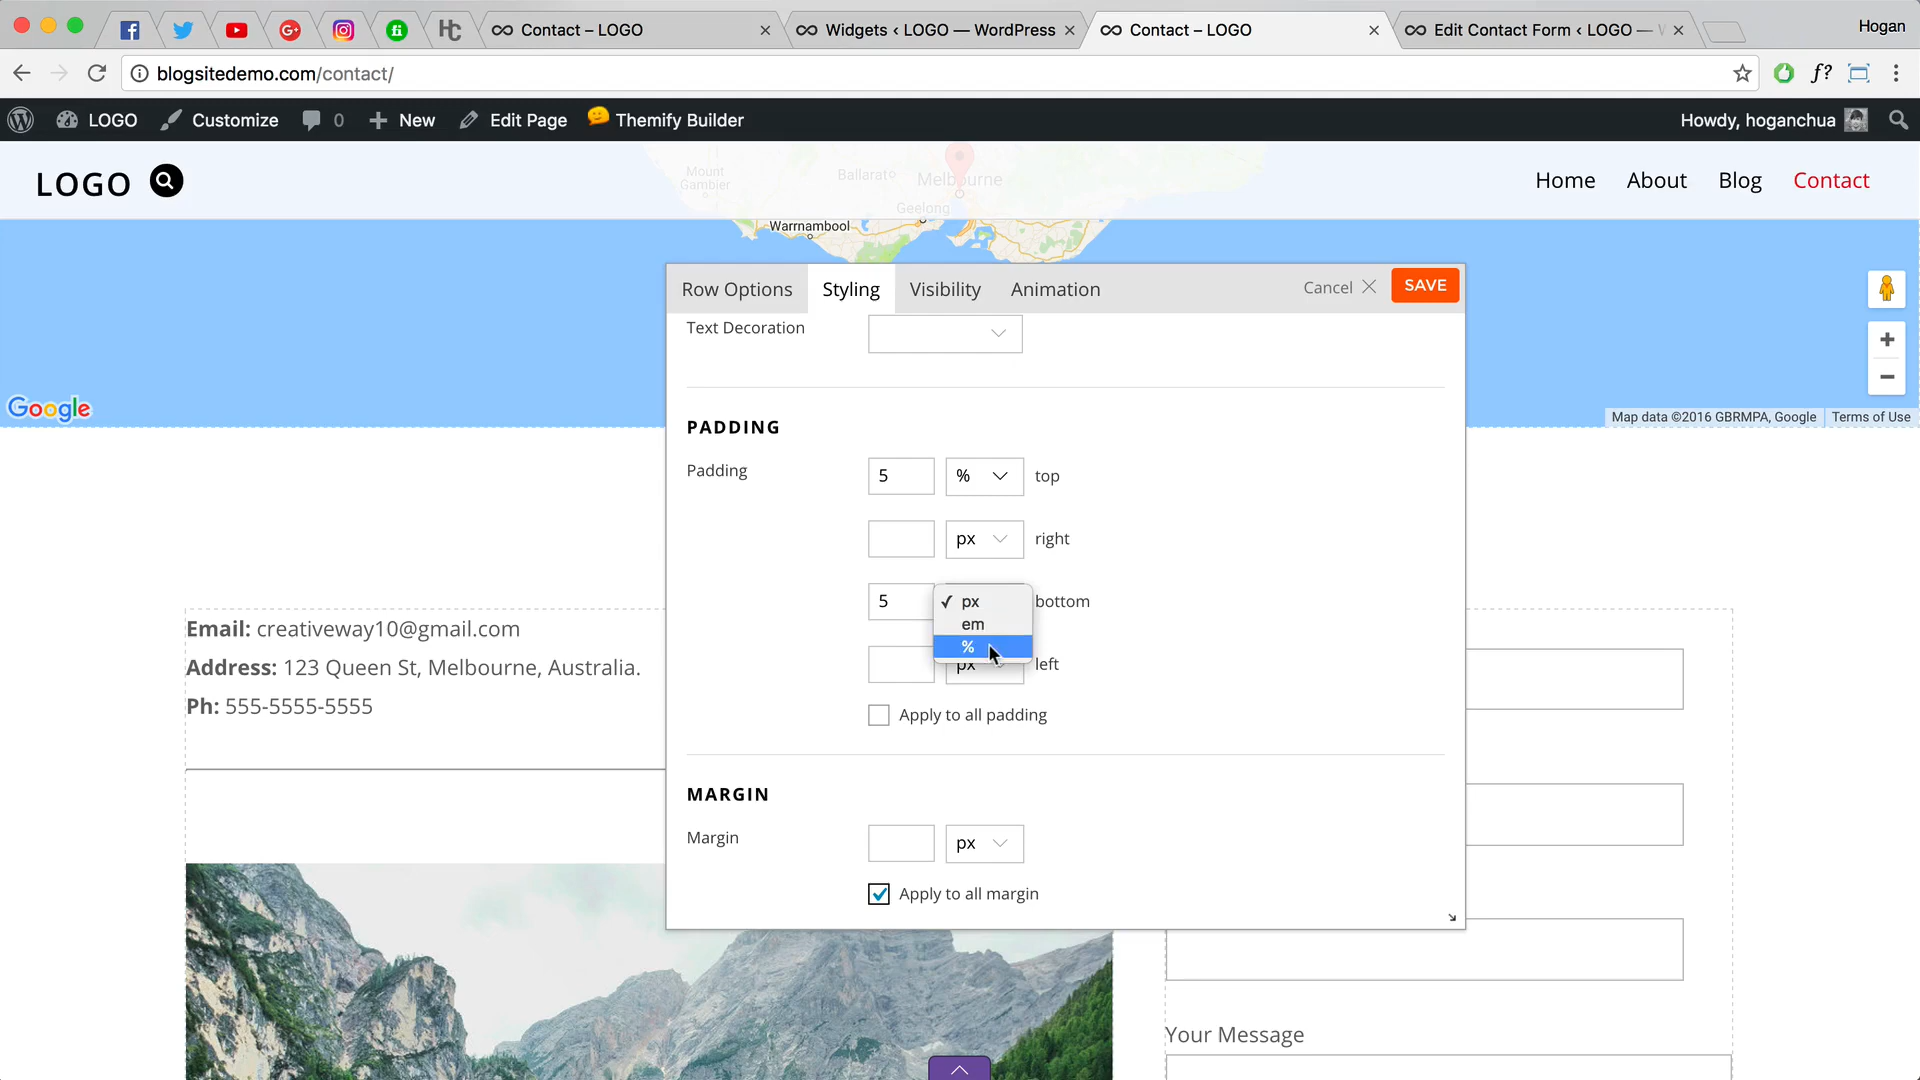 Contact – LOGO
Widgets ‹ LOGO — WordPress
Contact – LOGO
Edit Contact Form ‹ LOGO —
Hogan
blogsitedemo.com/contact/
f?
LOGO
Customize
0
New
Edit Page
Themify Builder
Howdy, hoganchua
LOGO
Home
About
Blog
Contact
Mount
Gambier
Ballarat
Melbourne
Geelong
Warrnambool
Google
Map data ©2016 GBRMPA, Google
Terms of Use
Row Options
Styling
Visibility
Animation
Cancel
SAVE
Text Decoration
PADDING
Padding
5
%
top
px
right
5
px
em
%
bottom
px
left
Apply to all padding
MARGIN
Margin
px
Apply to all margin
Email: creativeway10@gmail.com
Address: 123 Queen St, Melbourne, Australia.
Ph: 555-5555-5555
Your Message